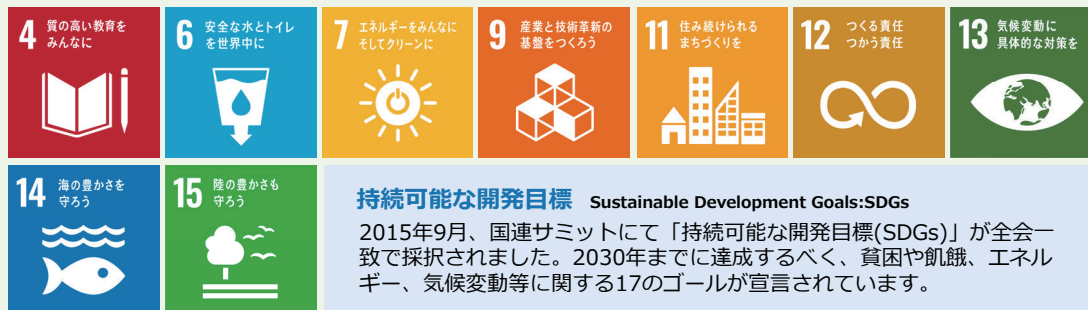 4 質の高い教育を
みんなに
6 安全な水とトイレ
を世界中に
7 エネルギーをみんなに
そしてクリーンに
9 産業と技術革新の
基盤をつくろう
11 住み続けられる
まちづくりを
12 つくる責任
つかう責任
13 気候変動に
具体的な対策を
14 海の豊かさを
守ろう
15 陸の豊かさも
守ろう
持続可能な開発目標 Sustainable Development Goals:SDGs
2015年9月、国連サミットにて「持続可能な開発目標(SDGs)」が全会一
致で採択されました。2030年までに達成するべく、貧困や飢餓、エネル
ギー、気候変動等に関する17のゴールが宣言されています。